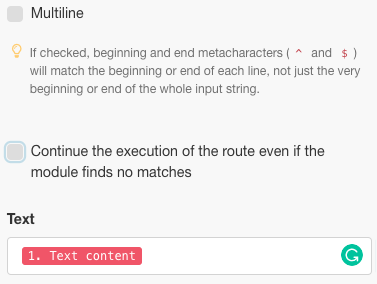 Multiline
If checked, beginning and end metacharacters ( ^ and $ )
will match the beginning or end of each line, not just the very
beginning or end of the whole input string.
Continue the execution of the route even if the
module finds no matches
Text
1. Text content